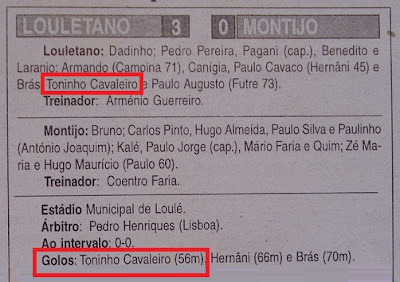 LOULETANO 3 0 MONTIJO
Louletano: Dadinho; Pedro Pereira, Pagani (cap.), Benedito e
Laranjo; Armando (Campina 71), Canígia, Paulo Cavaco (Hernâni 45) e
Brás, Toninho Cavaleiro e Paulo Augusto (Futre 73).
Treinador: Arménio Guerreiro.
Montijo: Bruno; Carlos Pinto, Hugo Almeida, Paulo Silva e Paulinho
(António Joaquim); Kalé, Paulo Jorge (cap.), Mário Faria e Quim; Zé Ma-
ria e Hugo Maurício (Paulo 60).
Treinador: Coentro Faria.
Estádio Municipal de Loulé.
Árbitro: Pedro Henriques (Lisboa).
Ao intervalo: 0-0.
Golos: Toninho Cavaleiro (56m), Hernâni (66m) e Brás (70m).